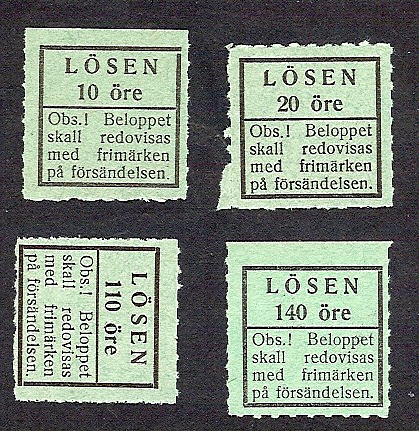 LÖSEN
10 öre
Obs.! Beloppet
skall redovisas
med frimärken
på försändelsen.
LÖSEN
20 öre
Obs.! Beloppet
skall redovisas
med frimärken
på försändelsen.
LÖSEN
110 öre
Obs.! Beloppet
skall redovisas
med frimärken
på försändelsen.
LÖSEN
140 öre
Obs.! Beloppet
skall redovisas
med frimärken
på försändelsen.